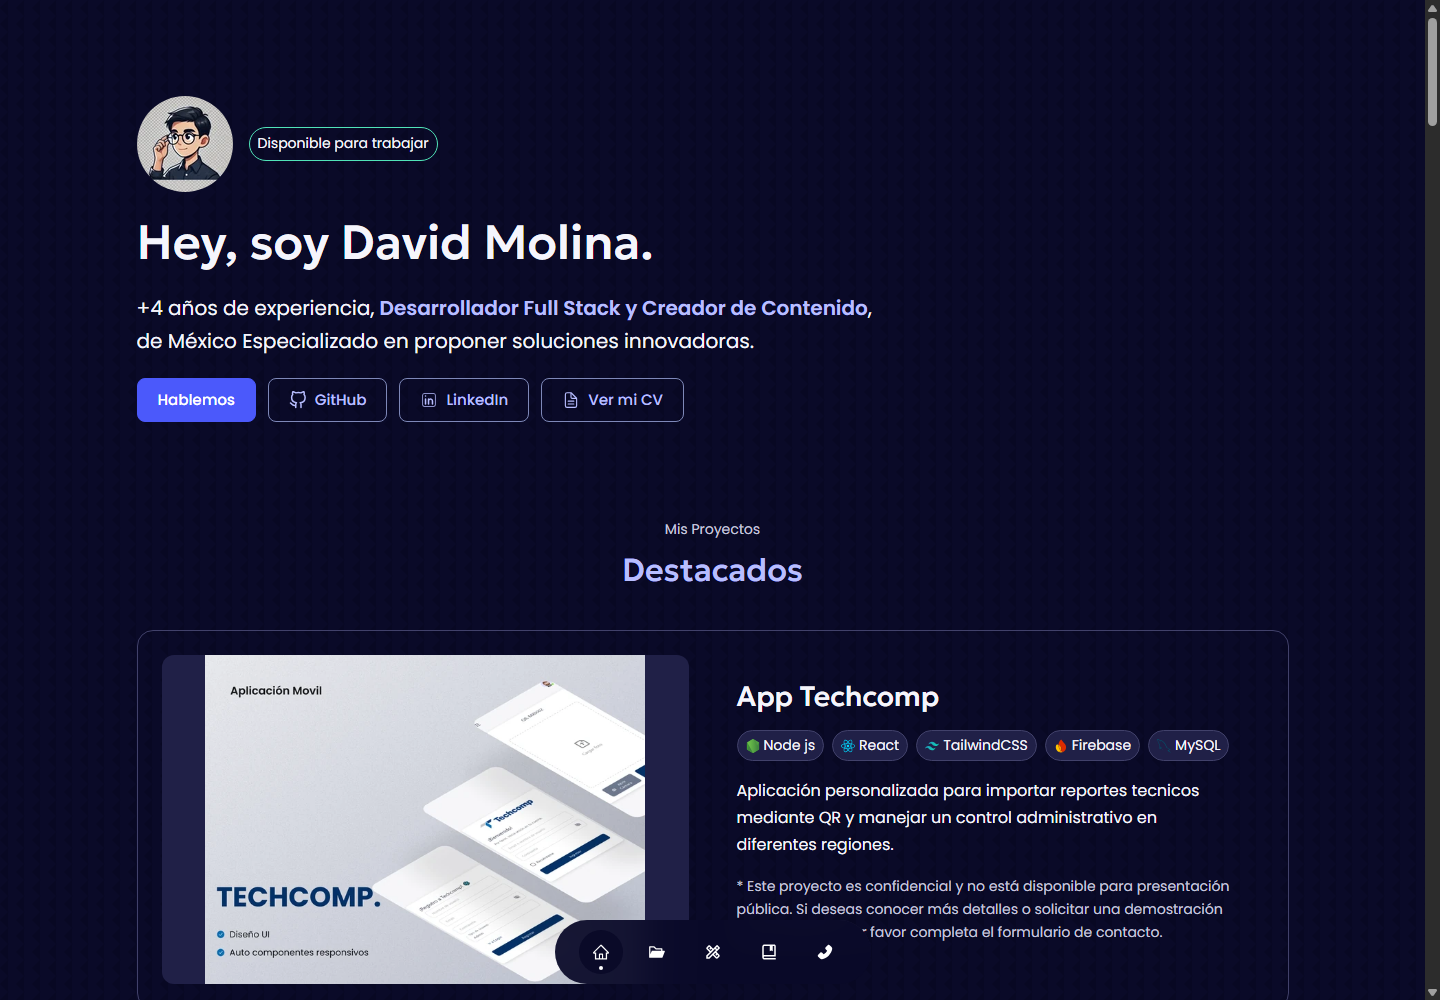 Disponible para trabajar
Hey, soy David Molina.
+4 años de experiencia, Desarrollador Full Stack y Creador de Contenido,
de México Especializado en proponer soluciones innovadoras.
Hablemos
GitHub
LinkedIn
Ver mi CV
Mis Proyectos
Destacados
Aplicación Movil
Techcomp
¡Bienvenido!
TECHCOMP.
Diseño UI
Auto componentes responsivos
App Techcomp
Node js
React
TailwindCSS
Firebase
MySQL
Aplicación personalizada para importar reportes tecnicos
mediante QR y manejar un control administrativo en
diferentes regiones.
* Este proyecto es confidencial y no está disponible para presentación
pública. Si deseas conocer más detalles o solicitar una demostración
favor completa el formulario de contacto.